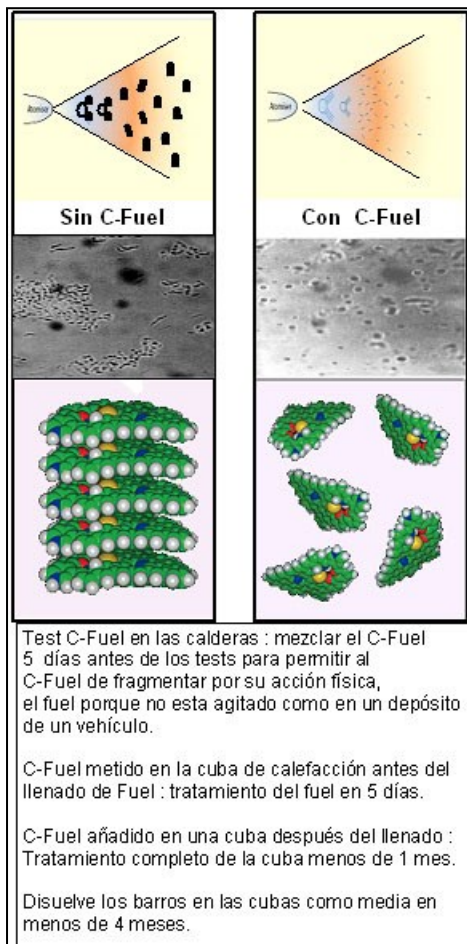 Sin C-Fuel
Con C-Fuel
Test C-Fuel en las calderas : mezclar el C-Fuel
5 días antes de los tests para permitir al
C-Fuel de fragmentar por su acción física,
el fuel porque no esta agitado como en un depósito
de un vehículo.
C-Fuel metido en la cuba de calefacción antes del
llenado de Fuel : tratamiento del fuel en 5 días.
C-Fuel añadido en una cuba después del llenado :
Tratamiento completo de la cuba menos de 1 mes.
Disuelve los barros en las cubas como media en
menos de 4 meses.